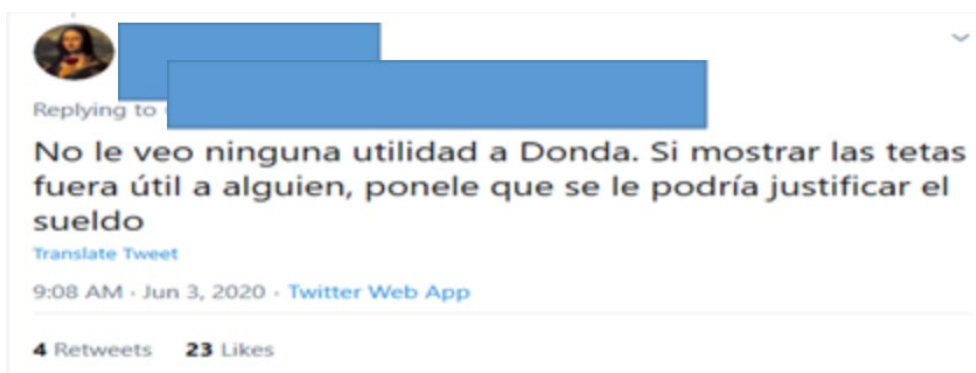 Replying to
No le veo ninguna utilidad a Donda. Si mostrar las tetas
fuera útil a alguien, ponele que se le podría justificar el
sueldo
Translate Tweet
9:08 AM · Jun 3, 2020 · Twitter Web App
4 Retweets 23 Likes